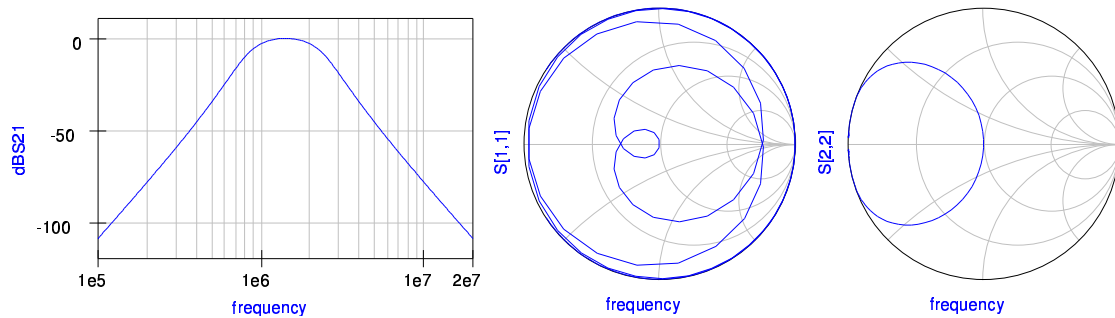 0
-50
-100
dBS21
1e5
1e6
1e7
2e7
frequency
S[1,1]
frequency
S[2,2]
frequency